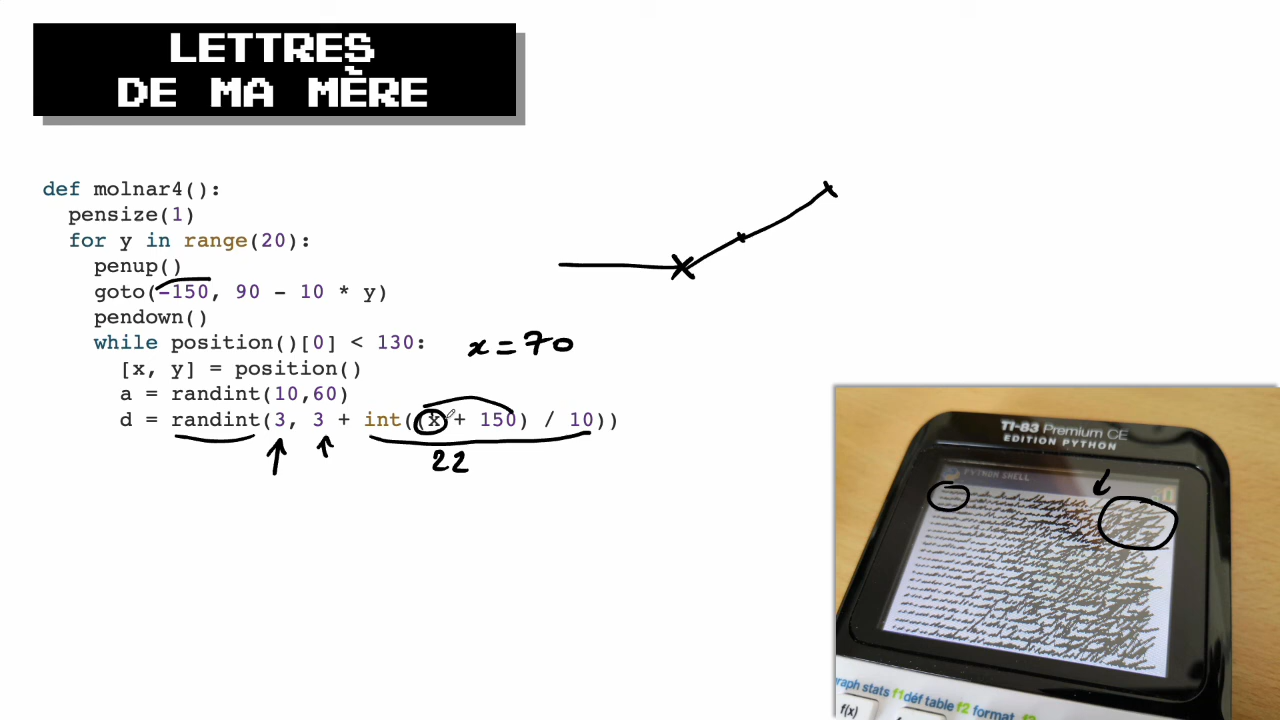 LETTRES
DE MA MÈRE
def molnar4():
pensize(1)
for y in range(20):
penup()
goto(-150, 90 - 10 * y)
pendown()
while position()[0] < 130:
[x, y] = position()
a = randint(10,60)
d = randint(3, 3 + int((x + 150) / 10))
x = 70
22
TI-83 Premium CE
EDITION PYTHON
PYTHON SHELL
graph stats f1 déf table f2 format f3
f(x)